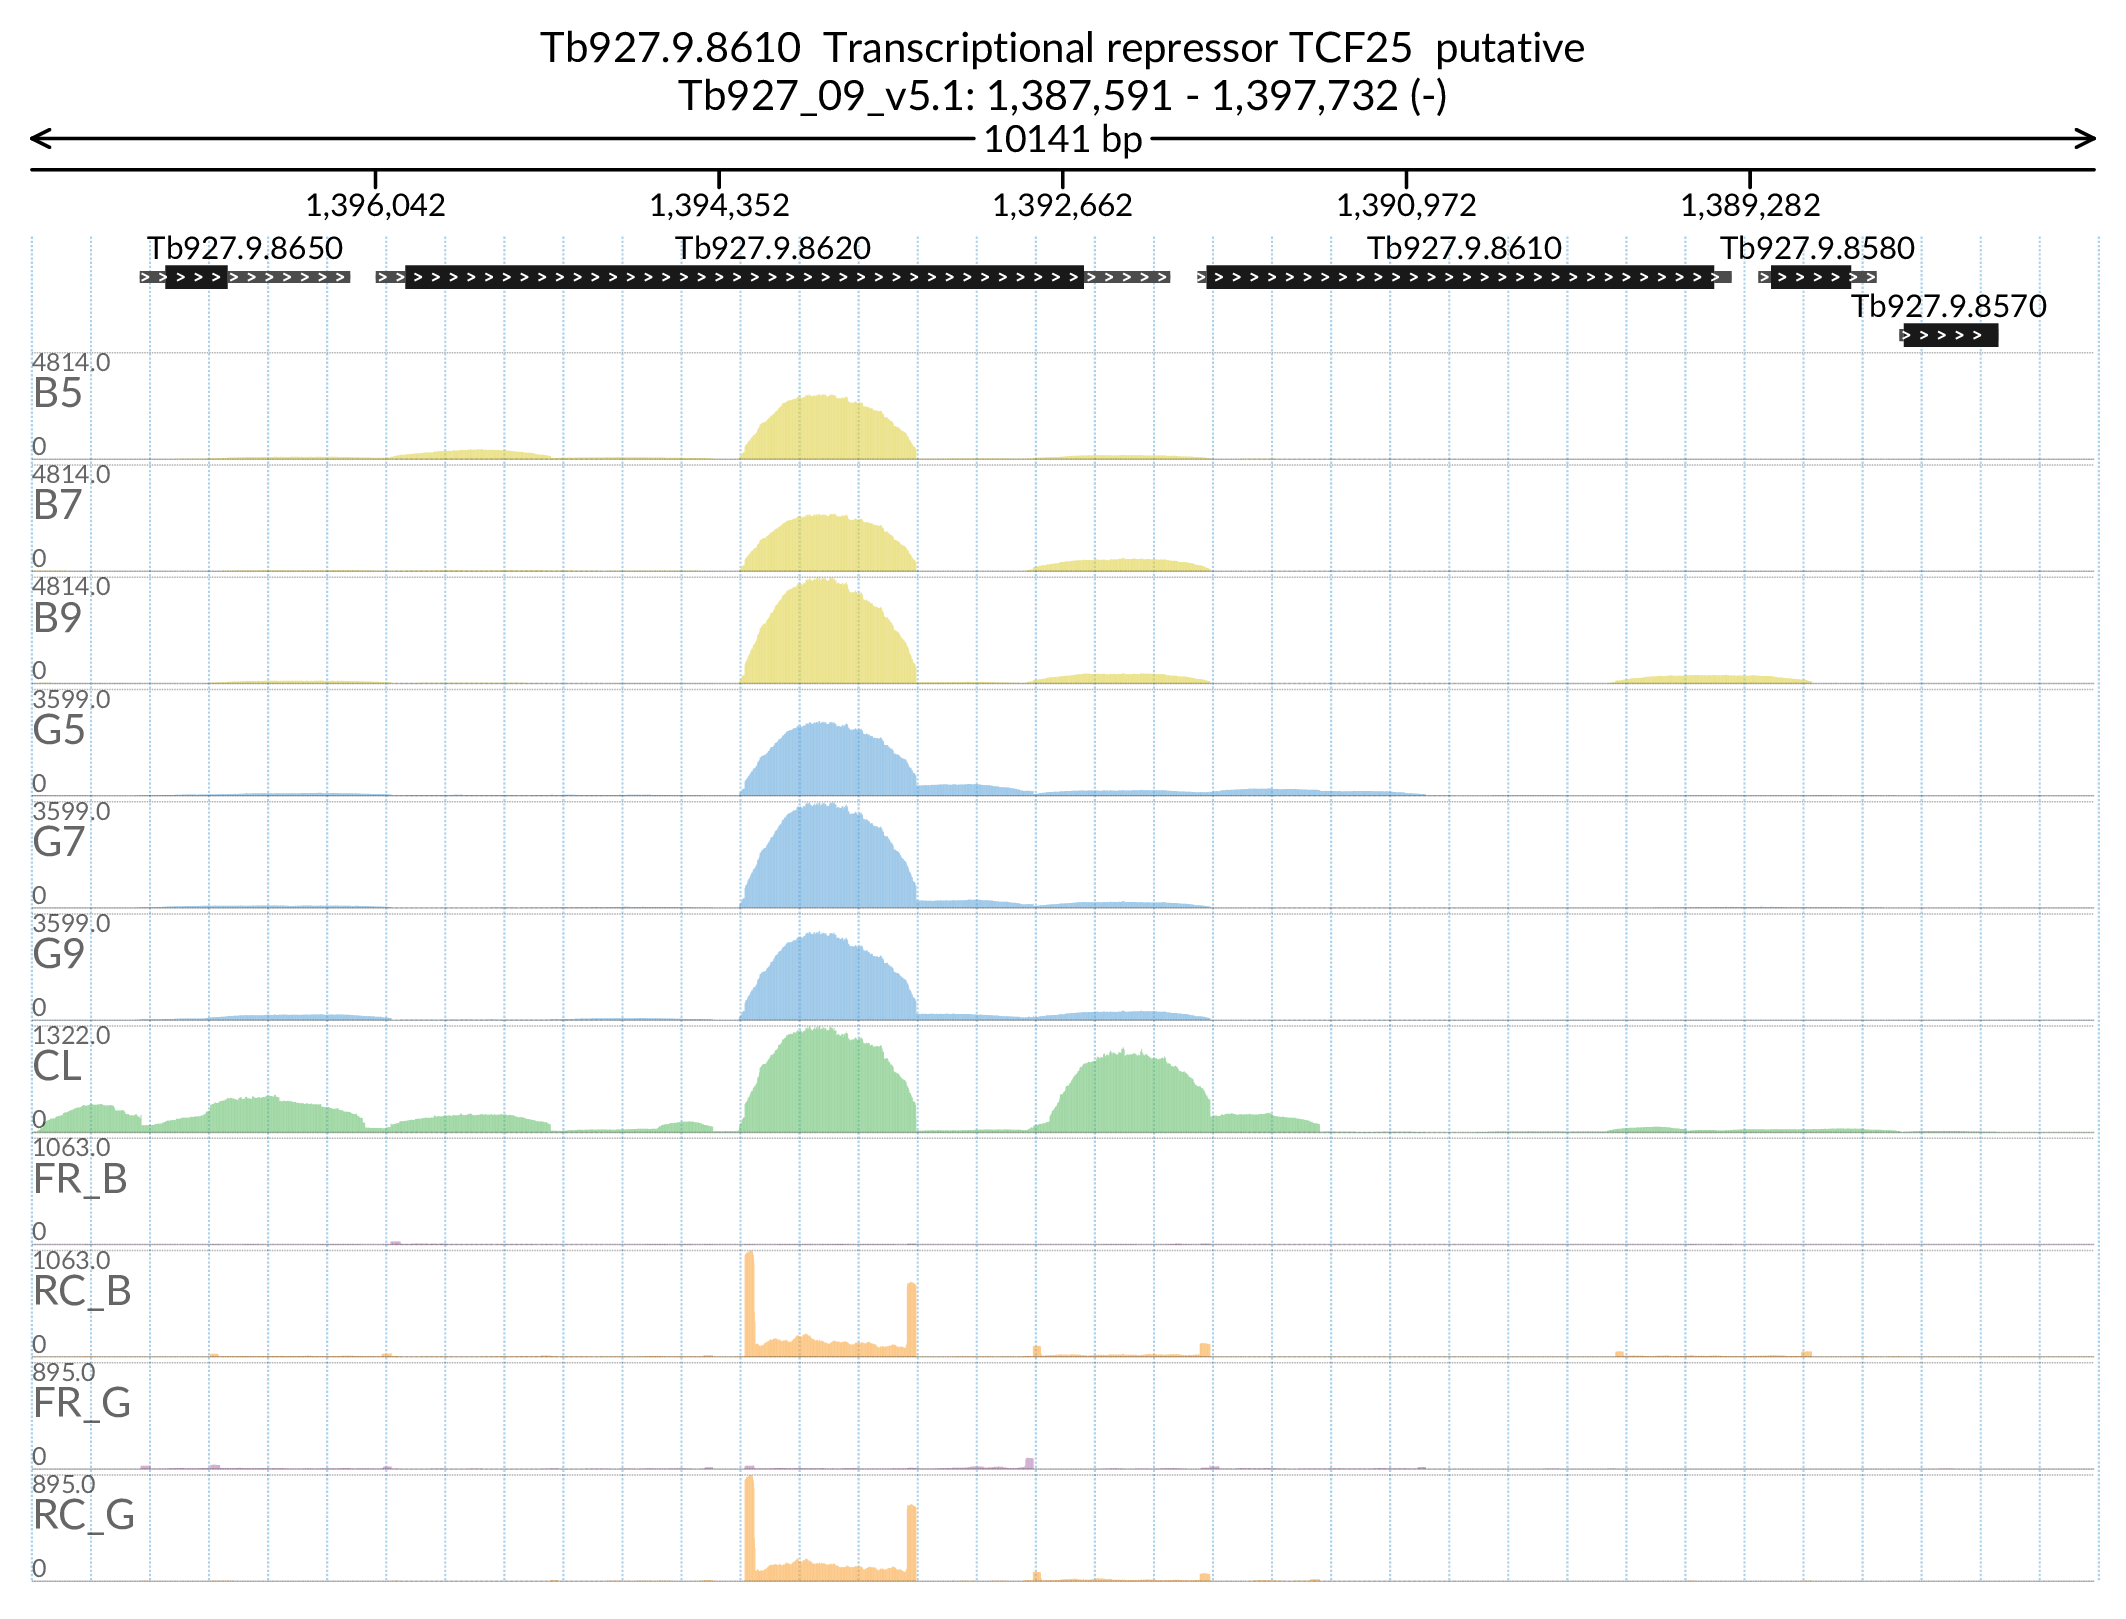 Tb927.9.8610  Transcriptional repressor TCF25  putative
Tb927_09_v5.1: 1,387,591 - 1,397,732 (-)
10141 bp
1,396,042 1,394,352 1,392,662 1,390,972 1,389,282
Tb927.9.8650 Tb927.9.8620 Tb927.9.8610 Tb927.9.8580
Tb927.9.8570
4814.0
B5
0
4814.0
B7
0
4814.0
B9
0
3599.0
G5
0
3599.0
G7
0
3599.0
G9
0
1322.0
CL
0
1063.0
FR_B
0
1063.0
RC_B
0
895.0
FR_G
0
895.0
RC_G
0